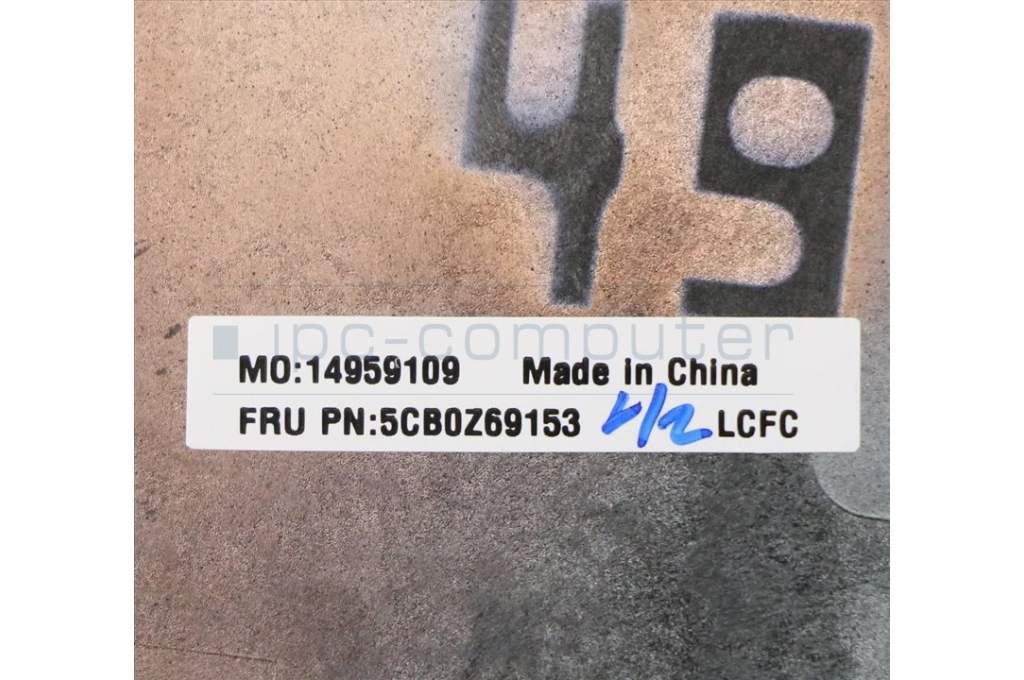 49
ipc-computer
MO:14959109 Made in China
FRU PN:5CB0Z69153 LCFC